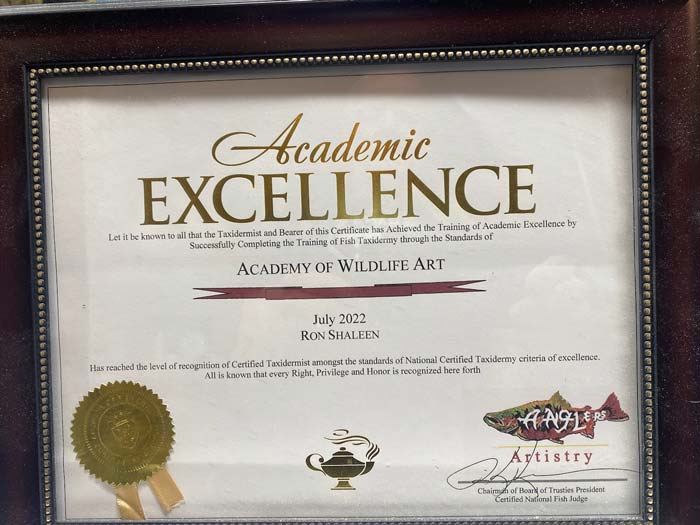 Academic
EXCELLENCE
Let it be known to all that the Taxidermist and Bearer of this Certificate has Achieved the Training of Academic Excellence by
Successfully Completing the Training of Fish Taxidermy through the Standards of
ACADEMY OF WILDLIFE ART
July 2022
RON SHALEEN
Has reached the level of recognition of Certified Taxidermist amongst the standards of National Certified Taxidermy criteria of excellence.
All is known that every Right, Privilege and Honor is recognized here forth
ANGLERS
Artistry
Chairman of Board of Trusties President
Certified National Fish Judge